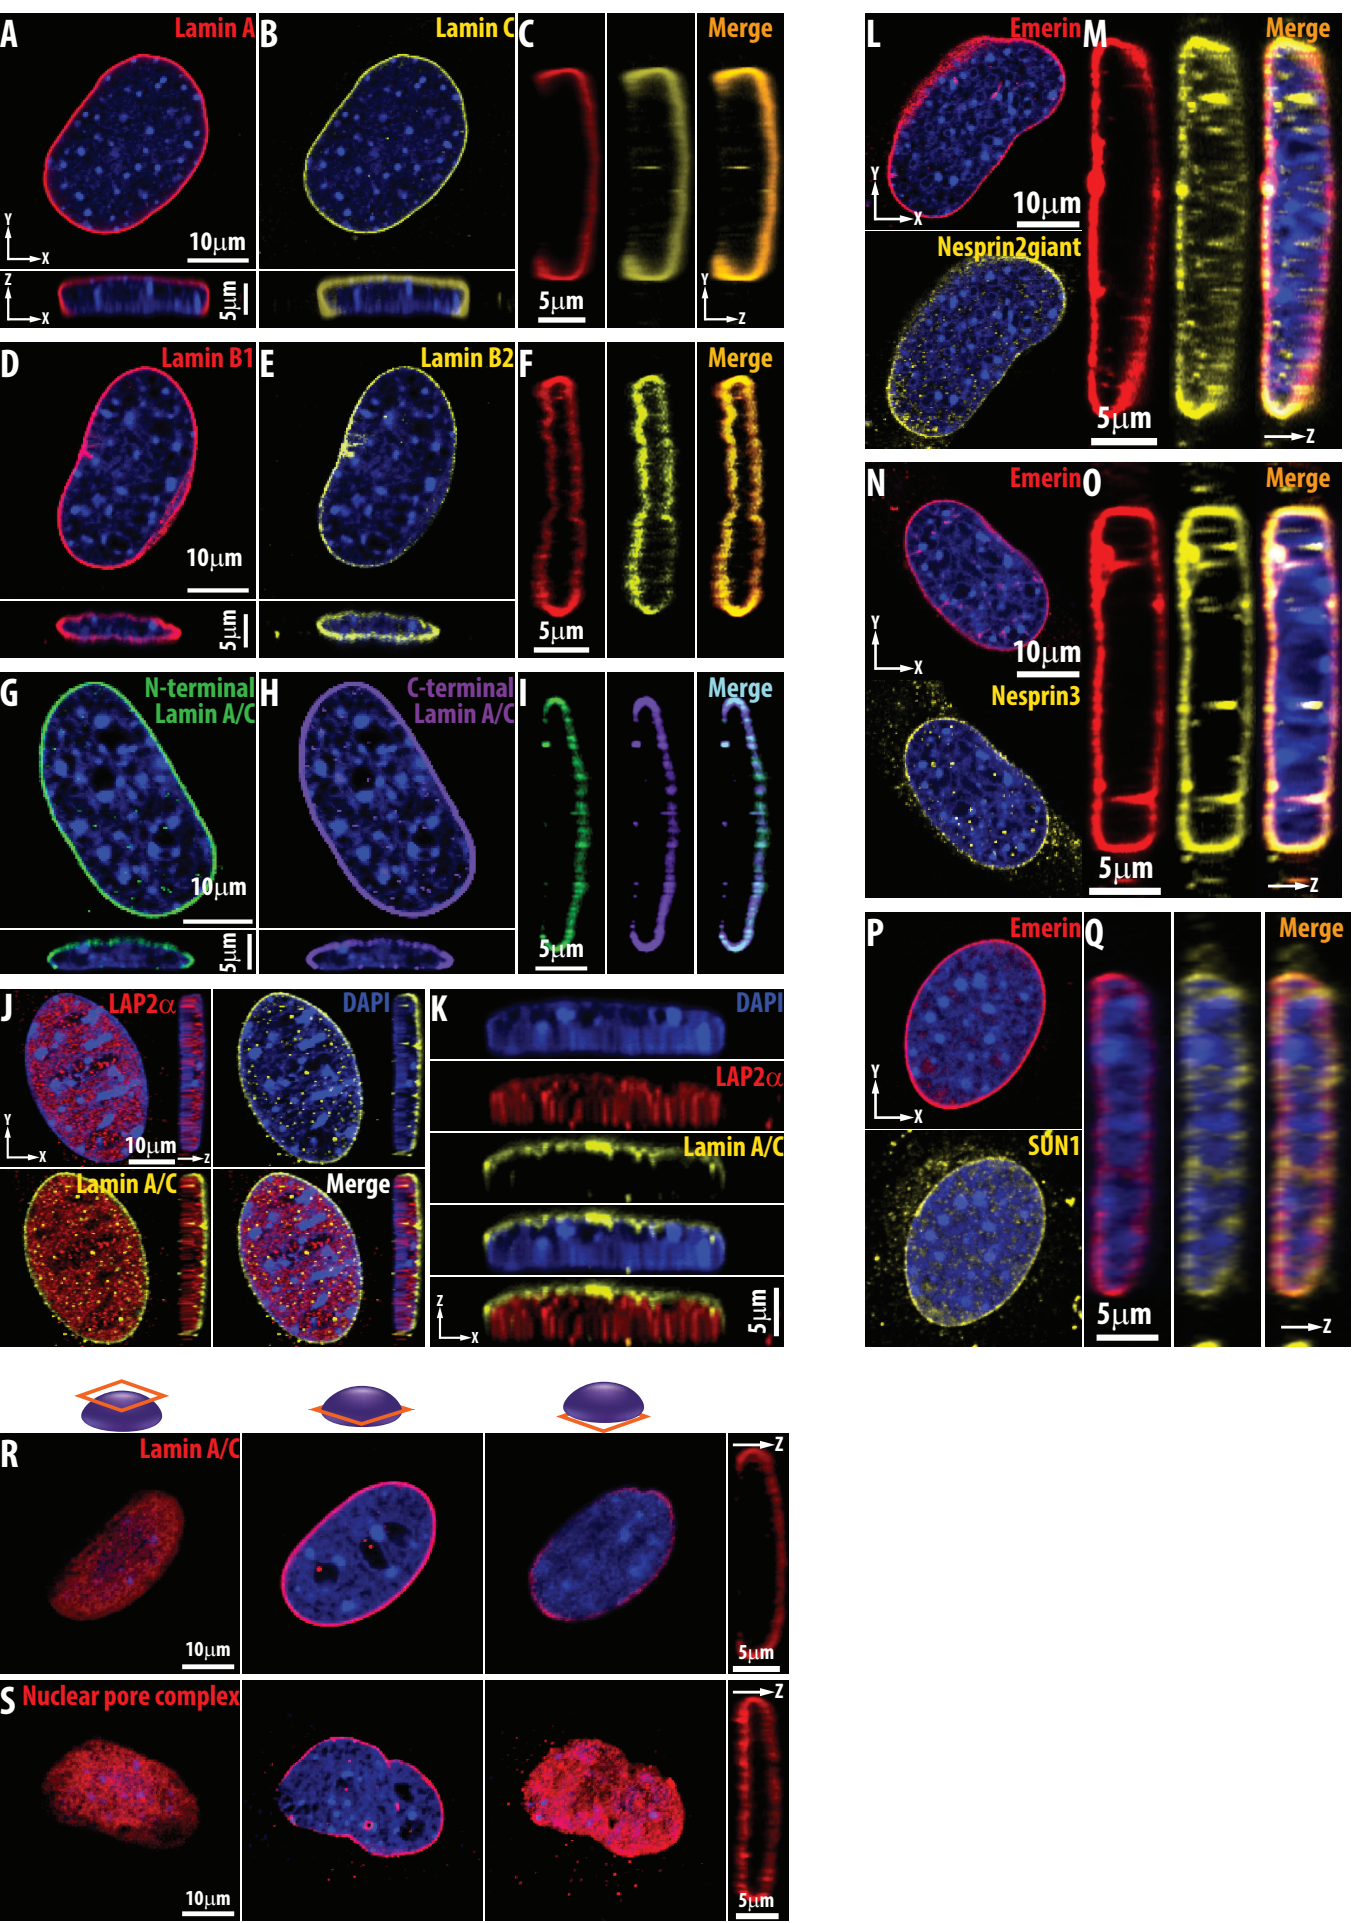 A
Lamin A
B
Lamin C
C
Merge
Y
X
10μm
Z
X
5μm
5μm
Y
Z
D
Lamin B1
E
Lamin B2
F
Merge
10μm
5μm
5μm
G
N-terminal
Lamin A/C
H
C-terminal
Lamin A/C
I
Merge
10μm
5μm
5μm
J
LAP2α
DAPI
Y
X
10μm
Z
Lamin A/C
Merge
K
DAPI
LAP2α
Lamin A/C
Z
X
5μm
L
Emerin
M
Merge
Y
X
10μm
Nesprin2giant
5μm
Z
N
Emerin
O
Merge
Y
X
10μm
Nesprin3
5μm
Z
P
Emerin
Q
Merge
Y
X
SUN1
5μm
Z
R
Lamin A/C
Z
10μm
5μm
S
Nuclear pore complex
Z
10μm
5μm